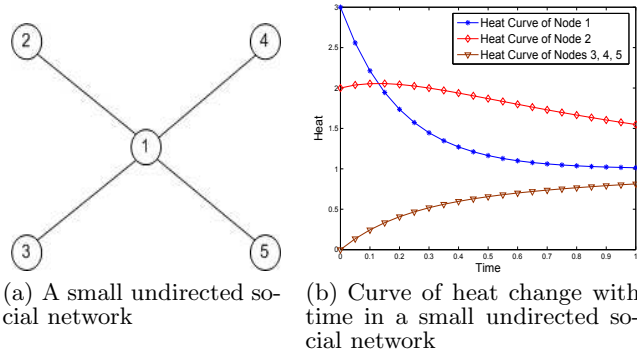 2
4
1
3
5
(a) A small undirected so-
cial network
Heat Curve of Node 1
Heat Curve of Node 2
Heat Curve of Nodes 3, 4, 5
3
2.5
2
1.5
1
0.5
0
Heat
0 0.1 0.2 0.3 0.4 0.5 0.6 0.7 0.8 0.9 1
Time
(b) Curve of heat change with
time in a small undirected so-
cial network